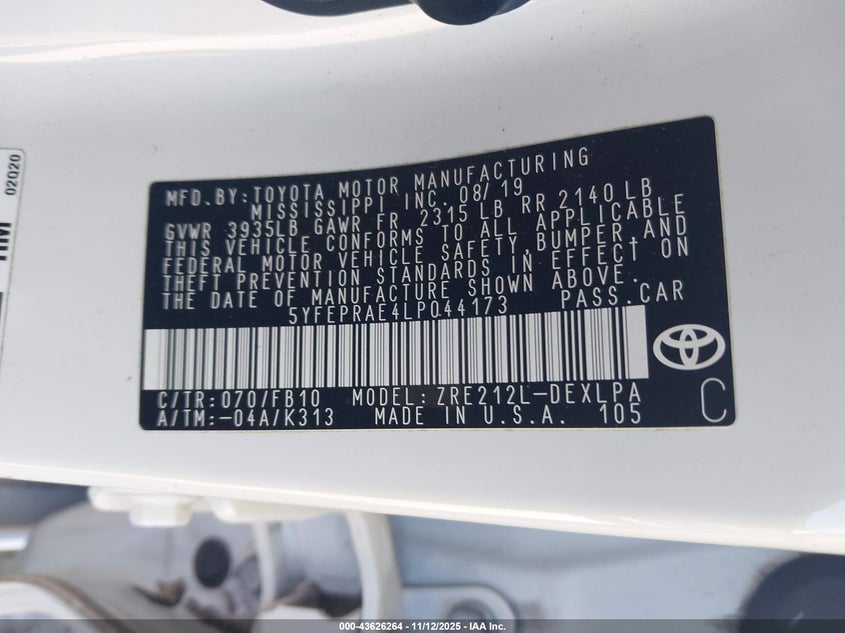 MFD.BY:TOYOTA MOTOR MANUFACTURING
MISSISSIPPI INC. 08/19
GVWR 3935LB GAWR FR 2315 LB RR 2140 LB
THIS VEHICLE CONFORMS TO ALL APPLICABLE
FEDERAL MOTOR VEHICLE SAFETY,BUMPER,AND
THEFT PREVENTION STANDARDS IN EFFECT ON
THE DATE OF MANUFACTURE SHOWN ABOVE.
5YFEPRAE4LP044173 PASS.CAR
C/TR:070/FB10 MODEL:ZRE212L-DEXLPA
A/TM:-04A/K313 MADE IN U.S.A. 105
C
02020
000-43626264 - 11/12/2025 - IAA Inc.